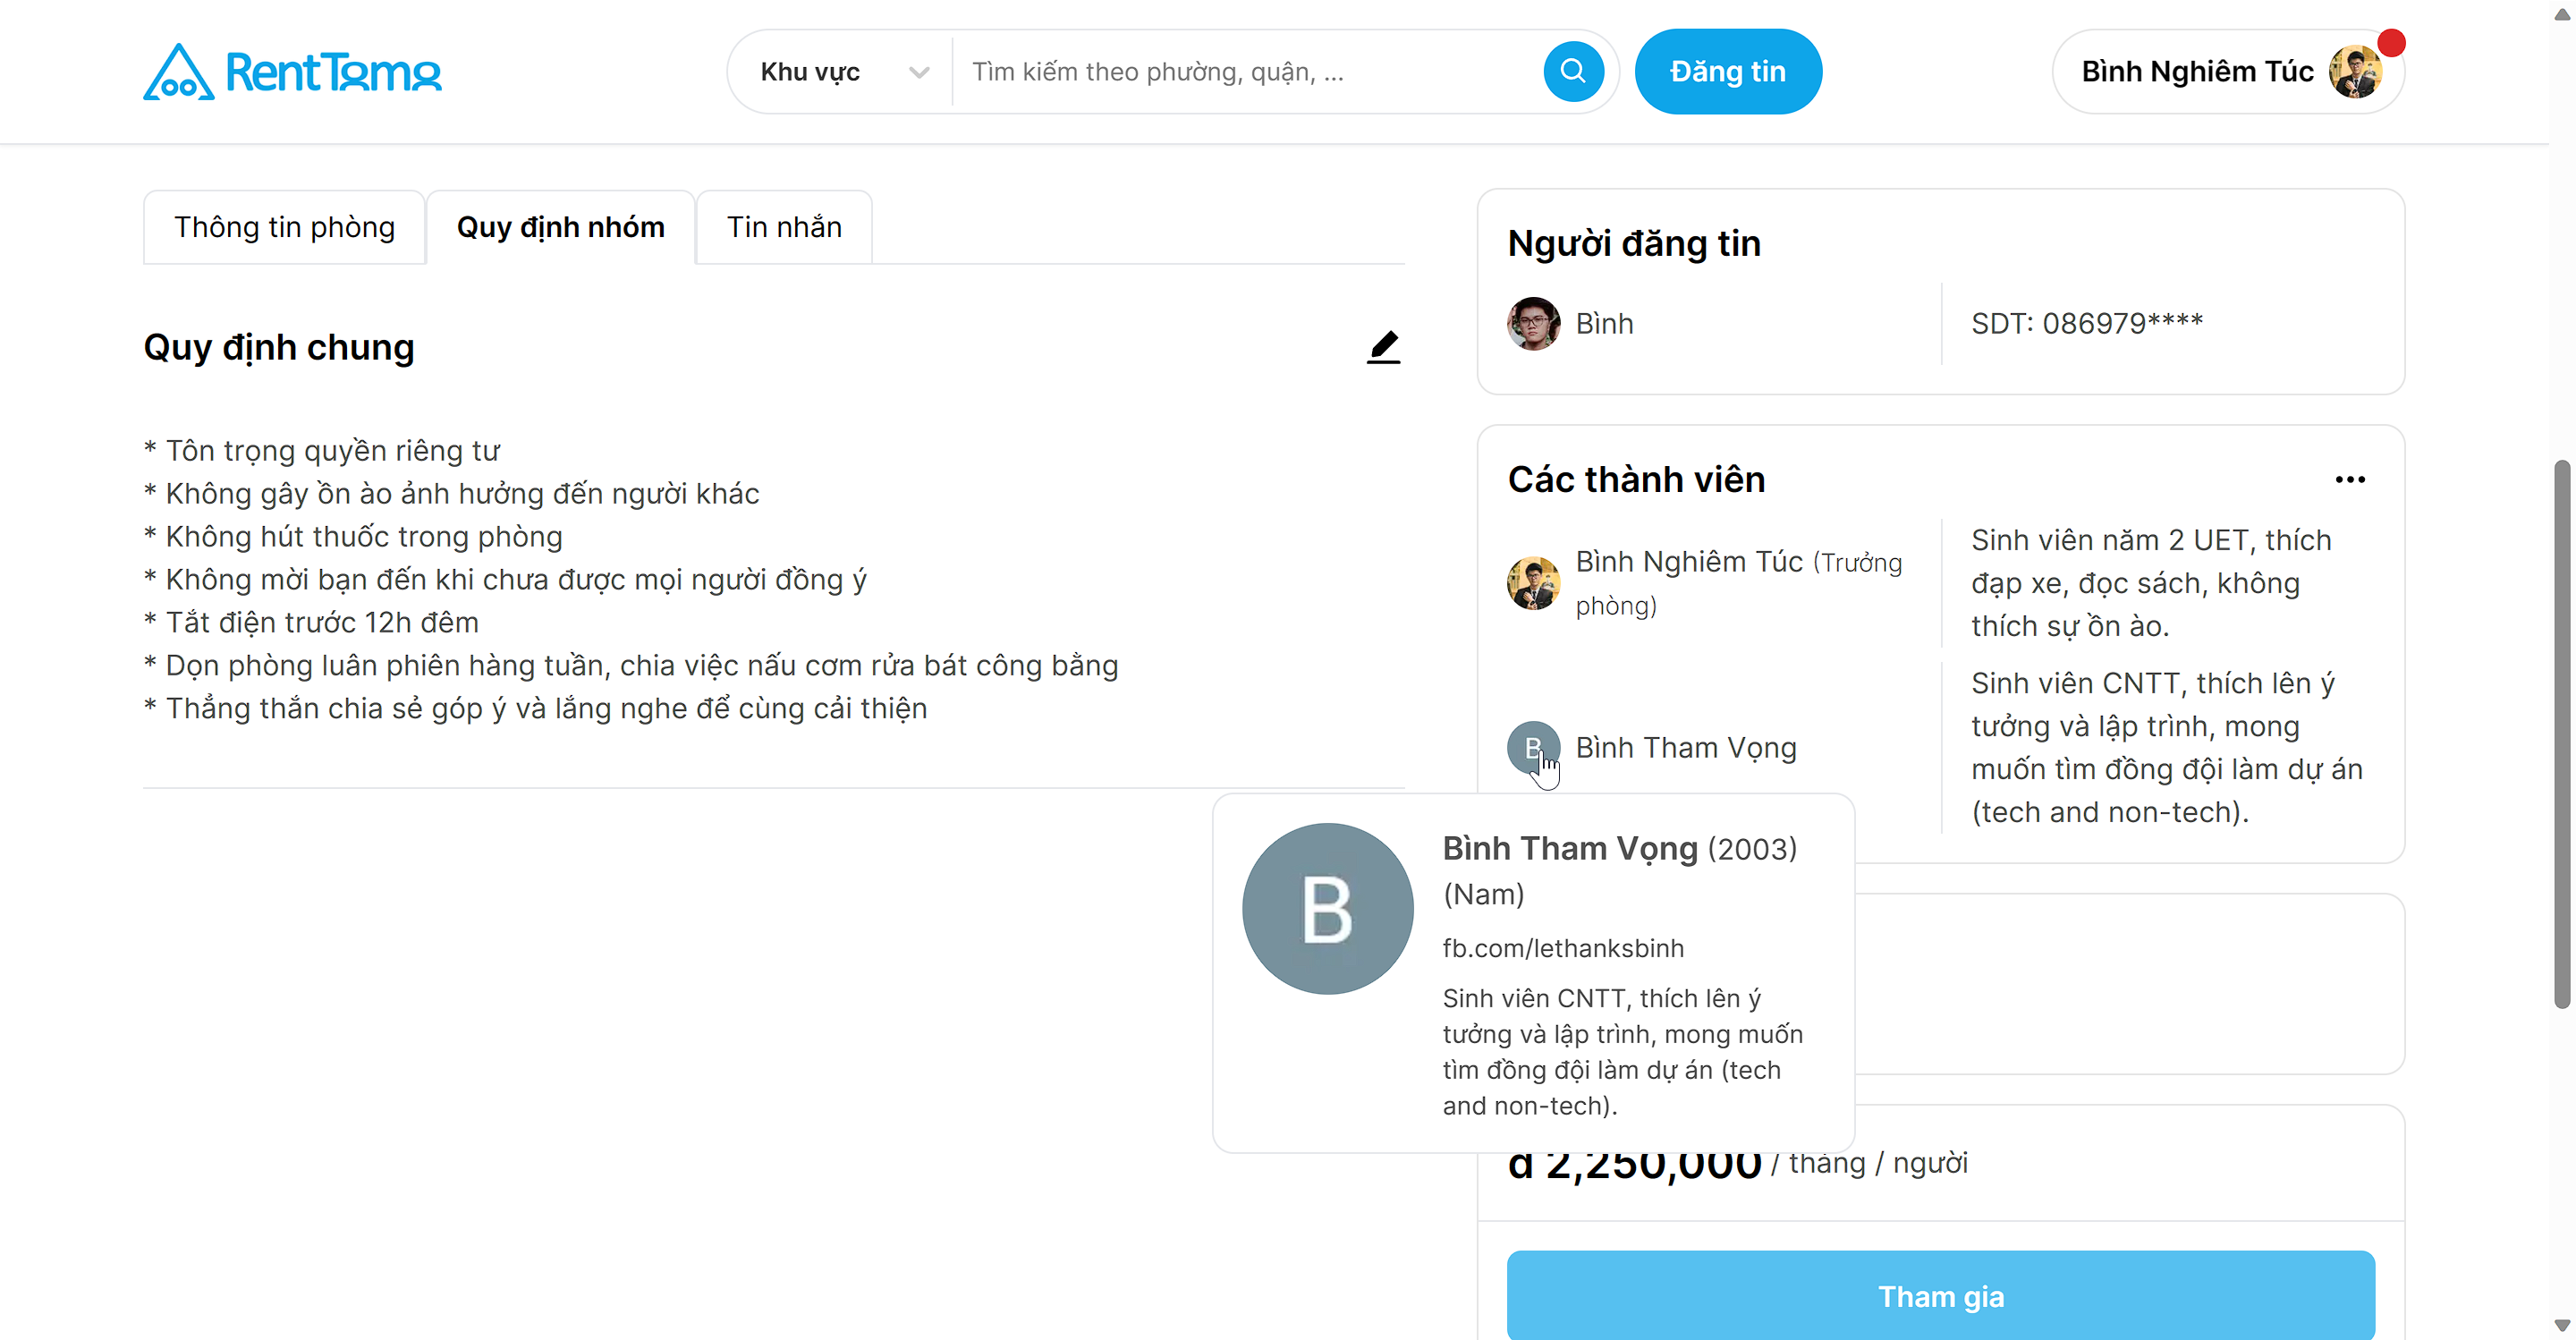 RentTomo
Khu vực
Tìm kiếm theo phường, quận, ...
Đăng tin
Bình Nghiêm Túc
Thông tin phòng
Quy định nhóm
Tin nhắn
Quy định chung
* Tôn trọng quyền riêng tư
* Không gây ồn ào ảnh hưởng đến người khác
* Không hút thuốc trong phòng
* Không mời bạn đến khi chưa được mọi người đồng ý
* Tắt điện trước 12h đêm
* Dọn phòng luân phiên hàng tuần, chia việc nấu cơm rửa bát công bằng
* Thẳng thắn chia sẻ góp ý và lắng nghe để cùng cải thiện
Người đăng tin
Bình
SDT: 086979****
Các thành viên
Bình Nghiêm Túc (Trưởng
phòng)
Sinh viên năm 2 UET, thích
đạp xe, đọc sách, không
thích sự ồn ào.
B
Bình Tham Vọng
Sinh viên CNTT, thích lên ý
tưởng và lập trình, mong
muốn tìm đồng đội làm dự án
(tech and non-tech).
B
Bình Tham Vọng (2003)
(Nam)
fb.com/lethanksbinh
Sinh viên CNTT, thích lên ý
tưởng và lập trình, mong muốn
tìm đồng đội làm dự án (tech
and non-tech).
đ 2,250,000 / tháng / người
Tham gia